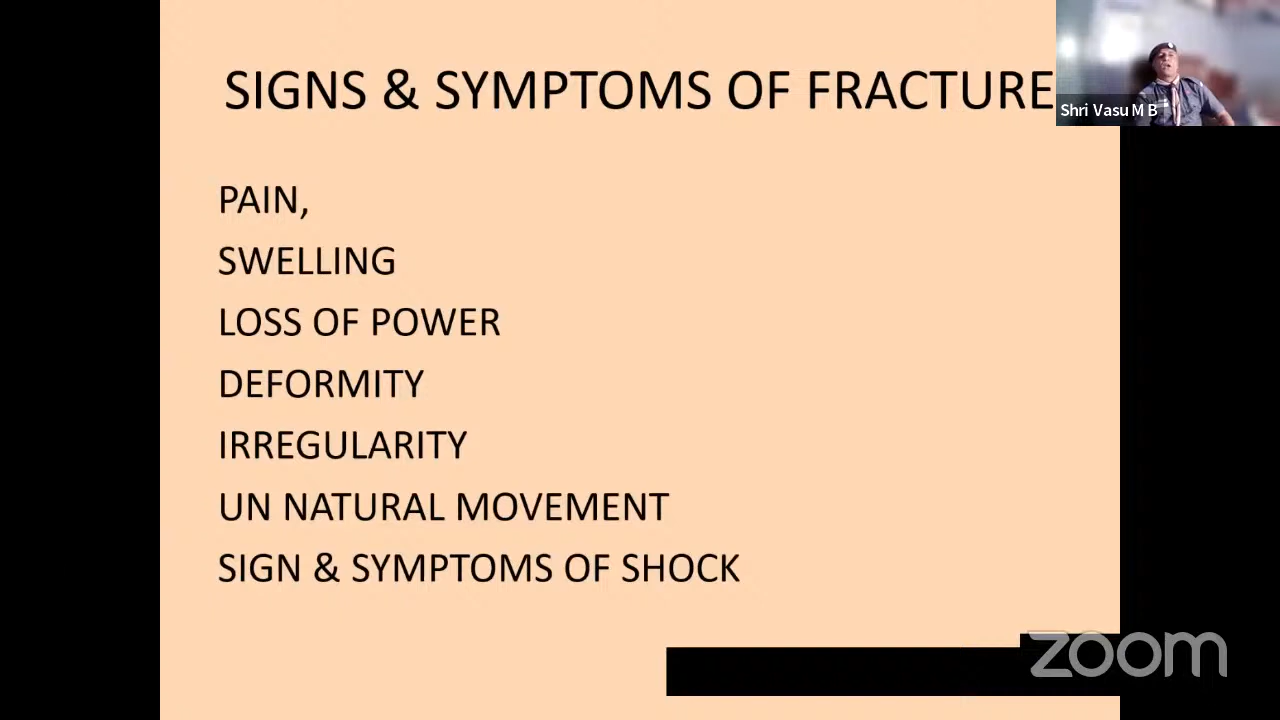 SIGNS & SYMPTOMS OF FRACTURE
Shri Vasu M B
PAIN,
SWELLING
LOSS OF POWER
DEFORMITY
IRREGULARITY
UN NATURAL MOVEMENT
SIGN & SYMPTOMS OF SHOCK
zoom